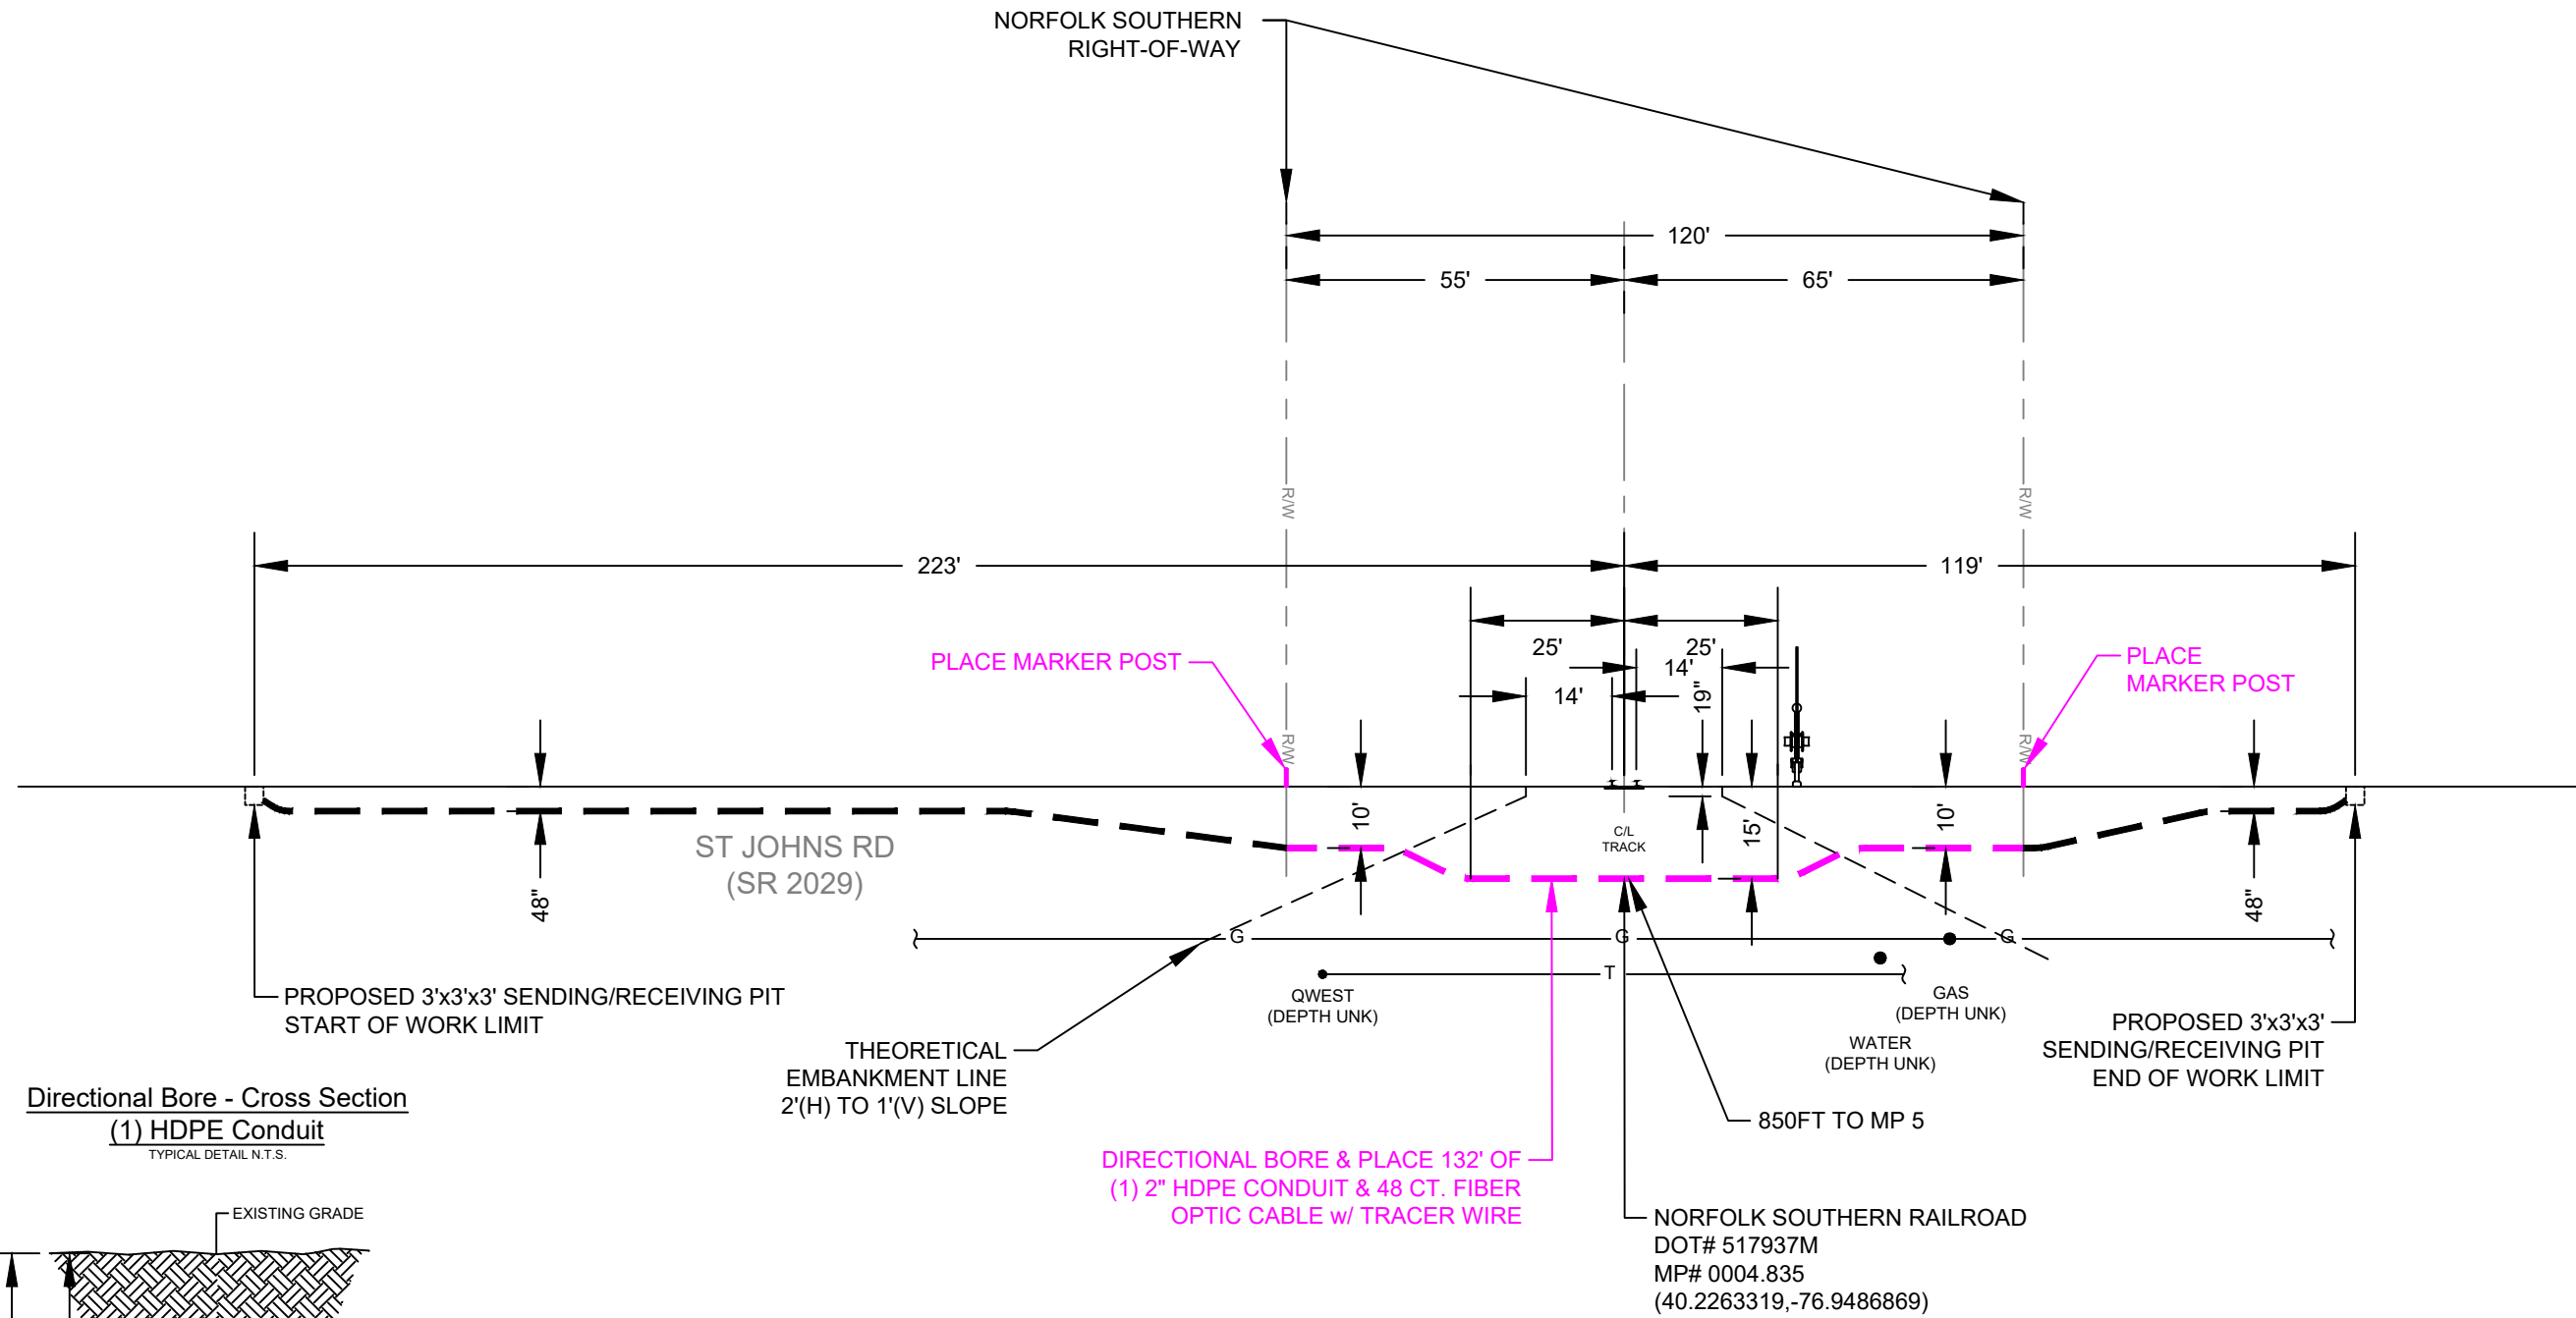 NORFOLK SOUTHERN
RIGHT-OF-WAY
120'
55'
65'
R/W
R/W
223'
119'
25'
25'
14'
14'
19"
PLACE MARKER POST
PLACE
MARKER POST
R/W
R/W
10'
15'
10'
C/L
TRACK
ST JOHNS RD
(SR 2029)
48"
48"
G
G
G
T
QWEST
(DEPTH UNK)
GAS
(DEPTH UNK)
WATER
(DEPTH UNK)
PROPOSED 3'x3'x3' SENDING/RECEIVING PIT
START OF WORK LIMIT
PROPOSED 3'x3'x3'
SENDING/RECEIVING PIT
END OF WORK LIMIT
THEORETICAL
EMBANKMENT LINE
2'(H) TO 1'(V) SLOPE
850FT TO MP 5
Directional Bore - Cross Section
(1) HDPE Conduit
TYPICAL DETAIL N.T.S.
DIRECTIONAL BORE & PLACE 132' OF
(1) 2" HDPE CONDUIT & 48 CT. FIBER
OPTIC CABLE w/ TRACER WIRE
EXISTING GRADE
NORFOLK SOUTHERN RAILROAD
DOT# 517937M
MP# 0004.835
(40.2263319,-76.9486869)